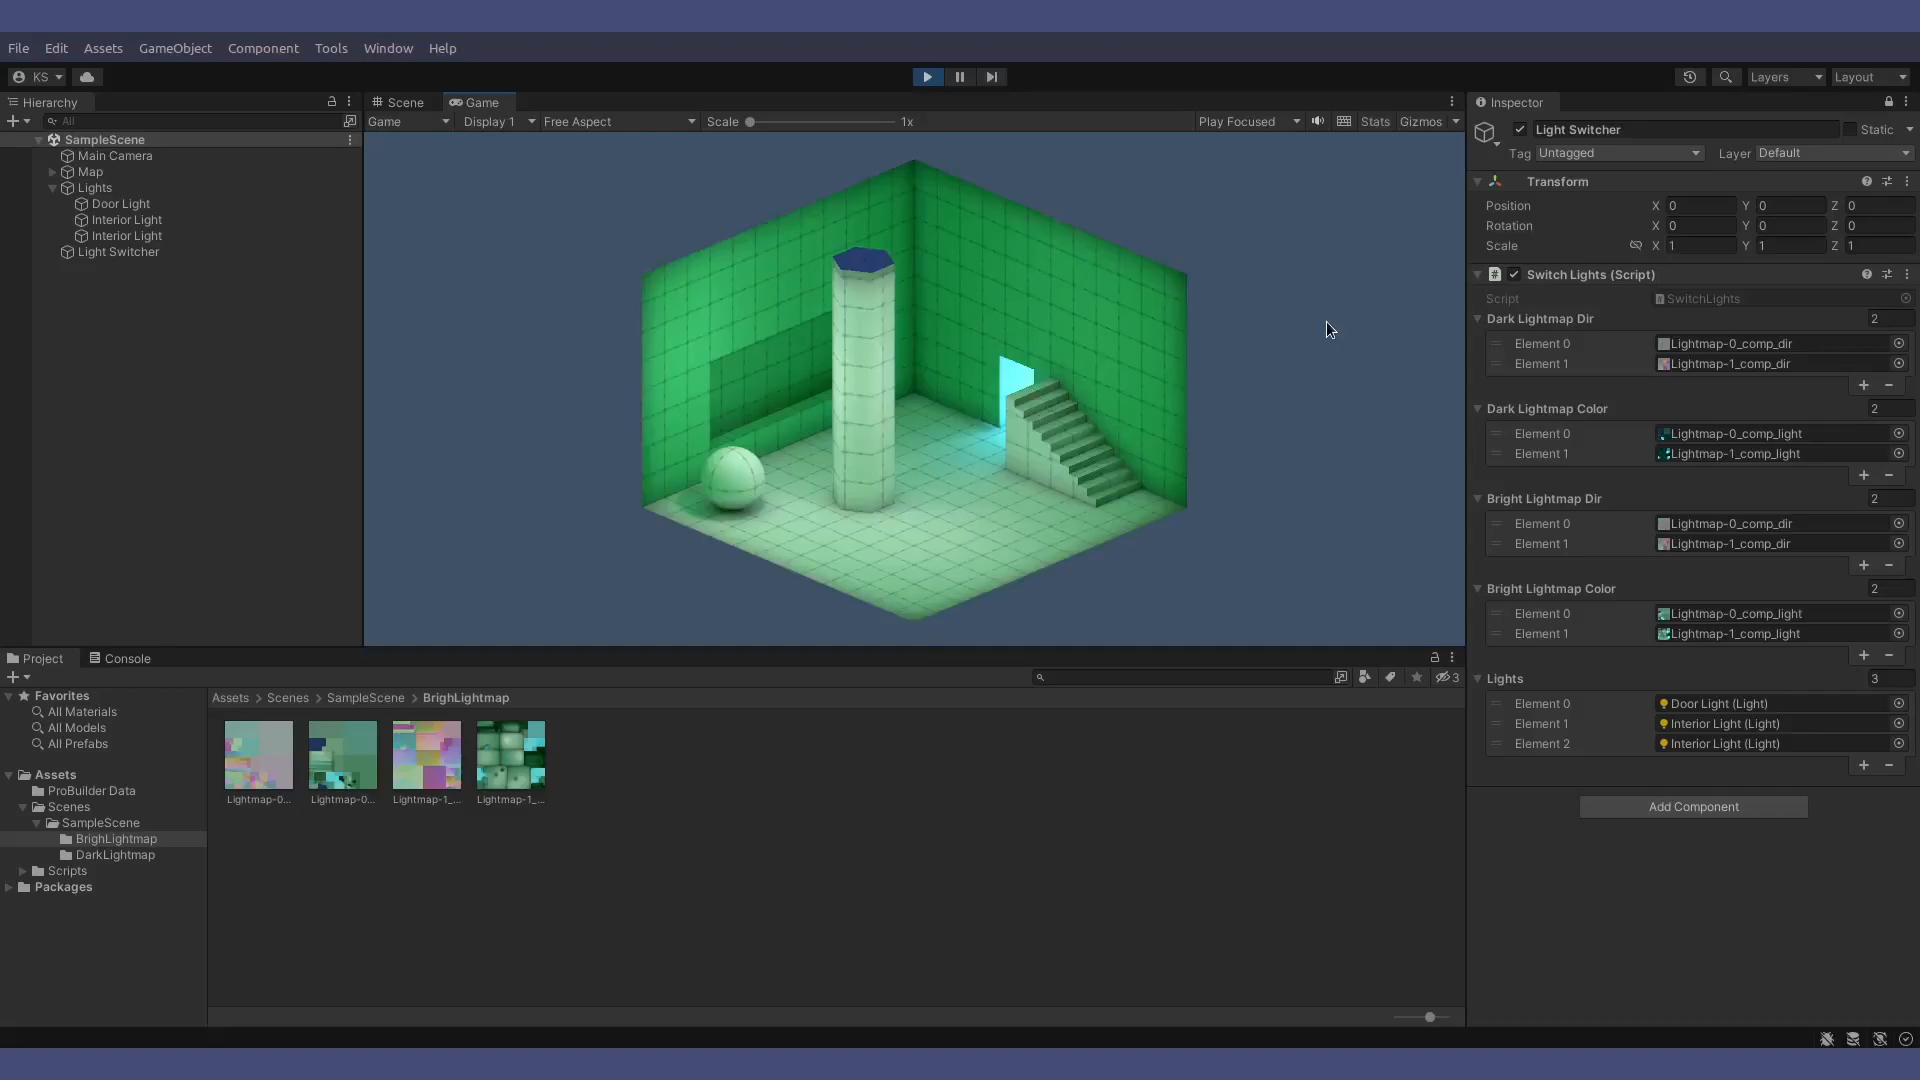 File Edit Assets GameObject Component Tools Window Help
KS Layers Layout
Hierarchy
All
SampleScene
Main Camera
Map
Lights
Door Light
Interior Light
Interior Light
Light Switcher
Scene Game
Game Display 1 Free Aspect Scale 1x Play Focused Stats Gizmos
Inspector
Light Switcher Static
Tag Untagged Layer Default
Transform
Position X 0 Y 0 Z 0
Rotation X 0 Y 0 Z 0
Scale X 1 Y 1 Z 1
# Switch Lights (Script)
Script SwitchLights
Dark Lightmap Dir 2
Element 0 Lightmap-0_comp_dir
Element 1 Lightmap-1_comp_dir
+ −
Dark Lightmap Color 2
Element 0 Lightmap-0_comp_light
Element 1 Lightmap-1_comp_light
+ −
Bright Lightmap Dir 2
Element 0 Lightmap-0_comp_dir
Element 1 Lightmap-1_comp_dir
+ −
Bright Lightmap Color 2
Element 0 Lightmap-0_comp_light
Element 1 Lightmap-1_comp_light
+ −
Lights 3
Element 0 Door Light (Light)
Element 1 Interior Light (Light)
Element 2 Interior Light (Light)
+ −
Add Component
Project Console
3
Favorites
All Materials
All Models
All Prefabs
Assets
ProBuilder Data
Scenes
SampleScene
BrighLightmap
DarkLightmap
Scripts
Packages
Assets > Scenes > SampleScene > BrighLightmap
Lightmap-0... Lightmap-0... Lightmap-1_... Lightmap-1_...